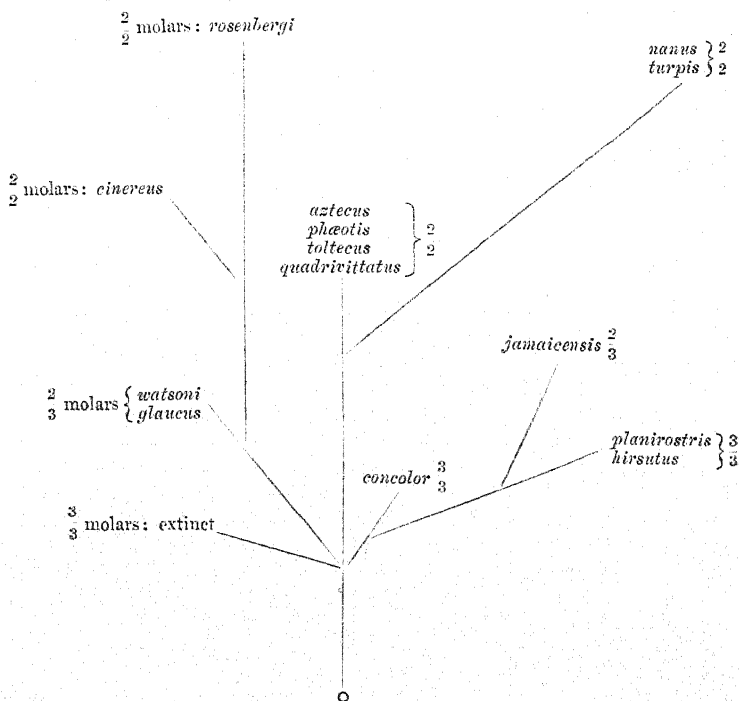 2/2 molars: rosenbergi
nanus } 2
turpis } 2
2/2 molars: cinereus
aztecus
phæotis
toltecus
quadrivittatus } 2/2
jamaicensis 2/3
2/3 molars { watsoni
glaucus
planirostris } 3
hirsutus } 3
concolor 3/3
3/3 molars: extinct